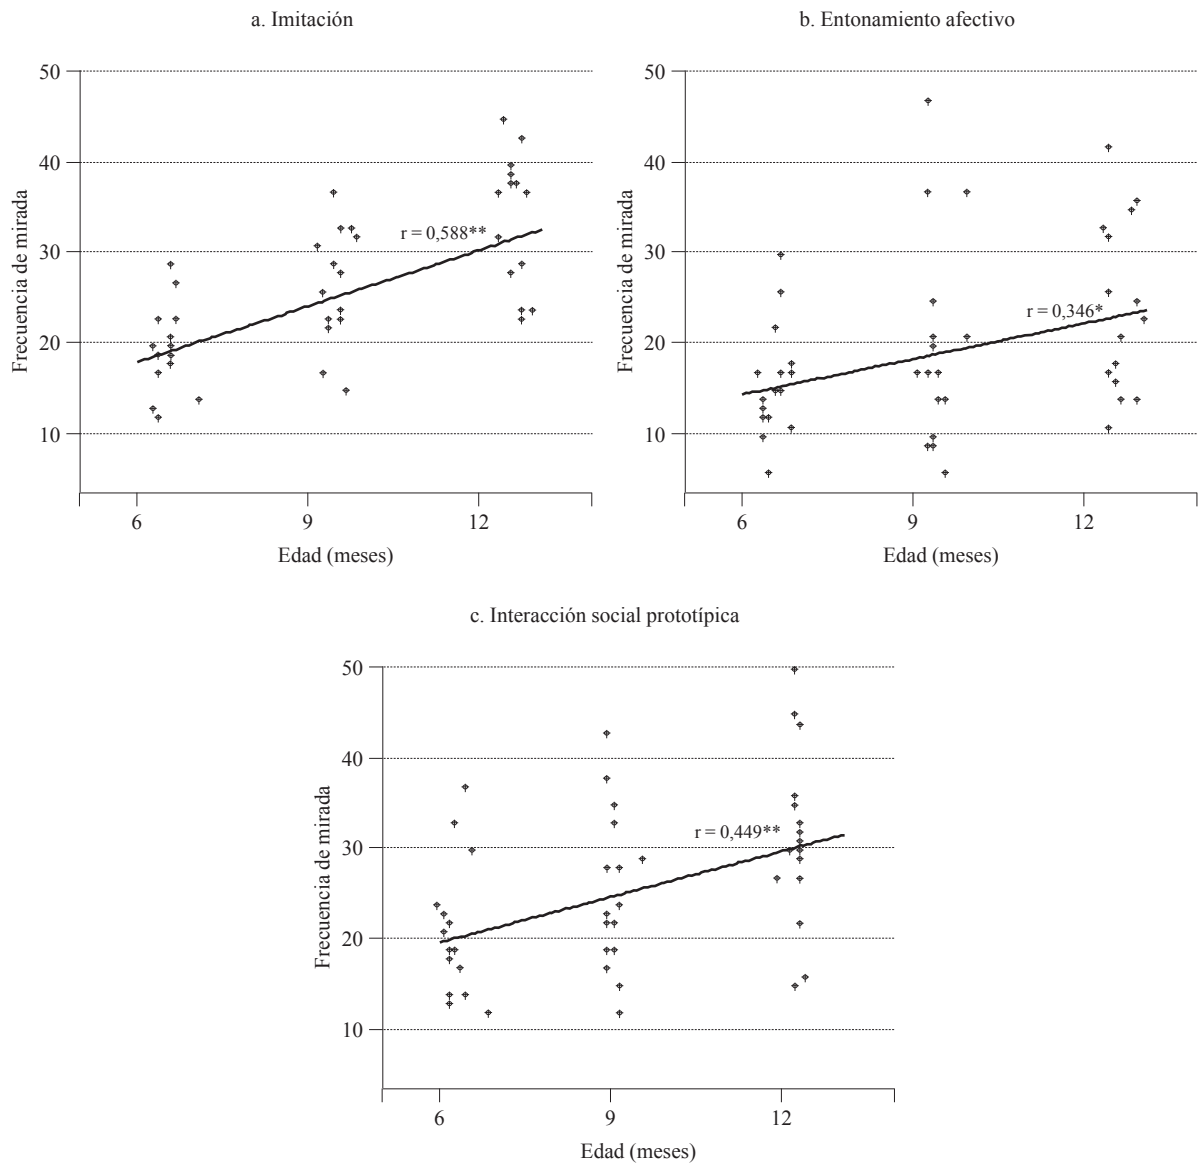 a. Imitación
50
40
30
20
10
6
9
12
Frecuencia de mirada
Edad (meses)
r = 0,588**
b. Entonamiento afectivo
50
40
30
20
10
6
9
12
Frecuencia de mirada
Edad (meses)
r = 0,346*
c. Interacción social prototípica
50
40
30
20
10
6
9
12
Frecuencia de mirada
Edad (meses)
r = 0,449**